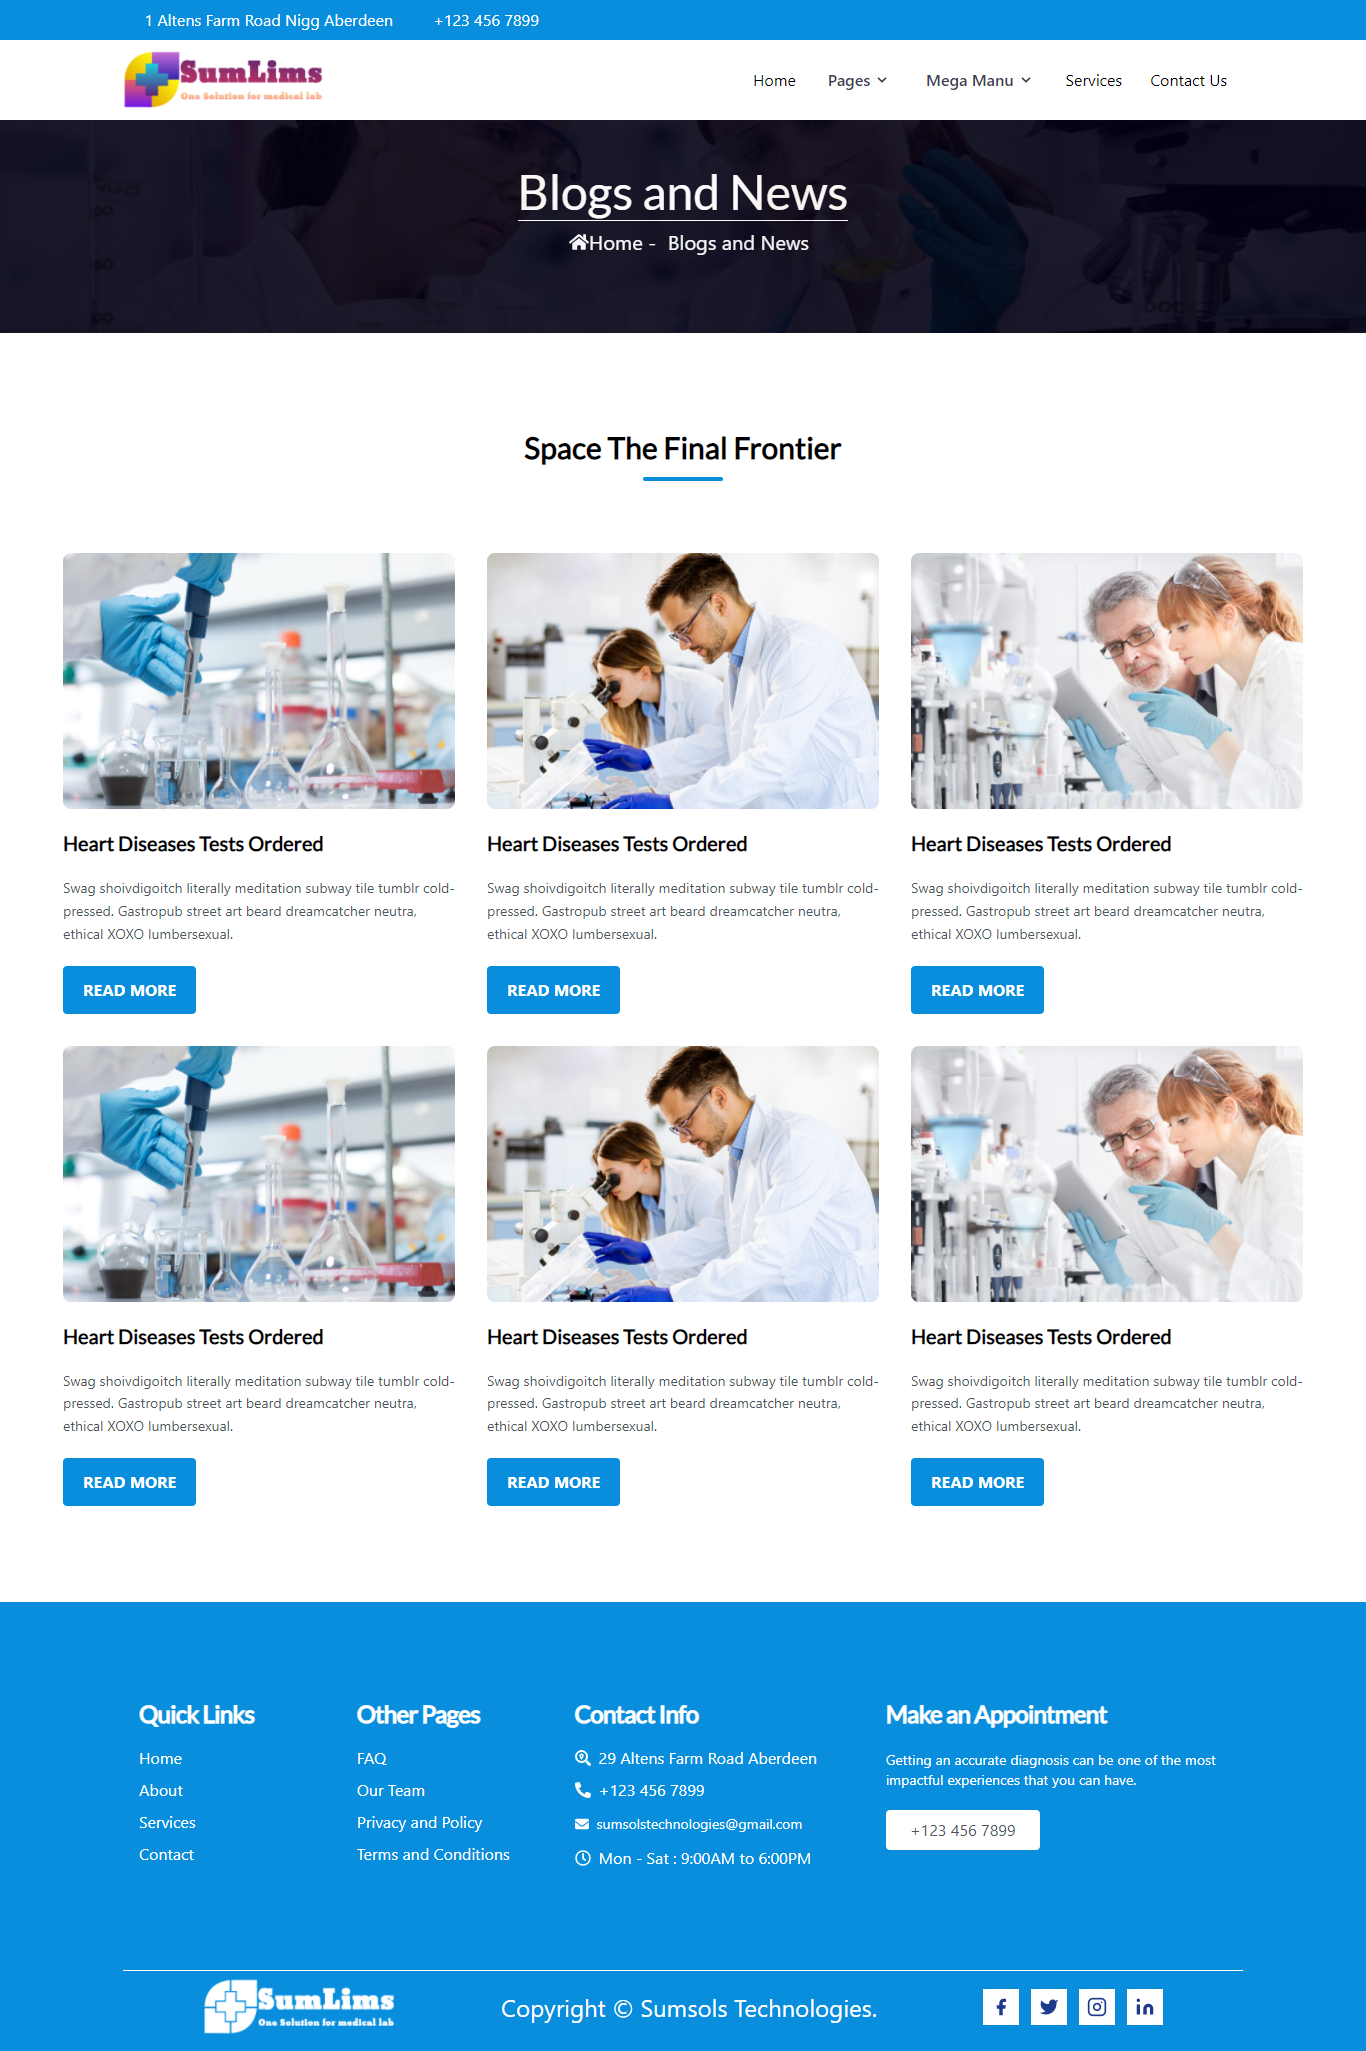 1 Altens Farm Road Nigg Aberdeen +123 456 7899
SumLims
One Solution for medical lab
Home Pages Mega Manu Services Contact Us
Blogs and News
Home - Blogs and News
Space The Final Frontier
Heart Diseases Tests Ordered
Swag shoivdigoitch literally meditation subway tile tumblr cold-
pressed. Gastropub street art beard dreamcatcher neutra,
ethical XOXO lumbersexual.
READ MORE
Heart Diseases Tests Ordered
Swag shoivdigoitch literally meditation subway tile tumblr cold-
pressed. Gastropub street art beard dreamcatcher neutra,
ethical XOXO lumbersexual.
READ MORE
Heart Diseases Tests Ordered
Swag shoivdigoitch literally meditation subway tile tumblr cold-
pressed. Gastropub street art beard dreamcatcher neutra,
ethical XOXO lumbersexual.
READ MORE
Heart Diseases Tests Ordered
Swag shoivdigoitch literally meditation subway tile tumblr cold-
pressed. Gastropub street art beard dreamcatcher neutra,
ethical XOXO lumbersexual.
READ MORE
Heart Diseases Tests Ordered
Swag shoivdigoitch literally meditation subway tile tumblr cold-
pressed. Gastropub street art beard dreamcatcher neutra,
ethical XOXO lumbersexual.
READ MORE
Heart Diseases Tests Ordered
Swag shoivdigoitch literally meditation subway tile tumblr cold-
pressed. Gastropub street art beard dreamcatcher neutra,
ethical XOXO lumbersexual.
READ MORE
Quick Links
Home
About
Services
Contact
Other Pages
FAQ
Our Team
Privacy and Policy
Terms and Conditions
Contact Info
29 Altens Farm Road Aberdeen
+123 456 7899
sumsolstechnologies@gmail.com
Mon - Sat : 9:00AM to 6:00PM
Make an Appointment
Getting an accurate diagnosis can be one of the most
impactful experiences that you can have.
+123 456 7899
SumLims
One Solution for medical lab
Copyright © Sumsols Technologies.